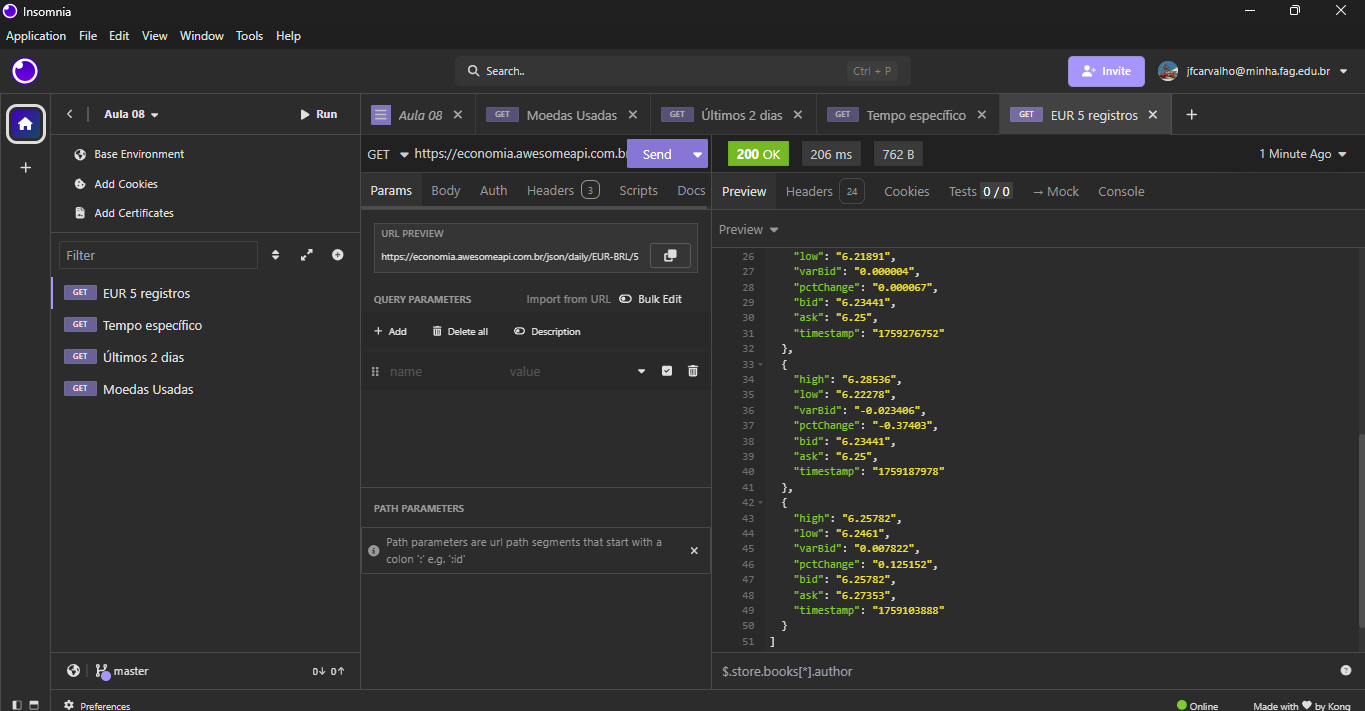 Insomnia
Application File Edit View Window Tools Help
Search.. Ctrl + P
Invite
jfcarvalho@minha.fag.edu.br
Aula 08
Run
Base Environment
Add Cookies
Add Certificates
Filter
GET EUR 5 registros
GET Tempo específico
GET Últimos 2 dias
GET Moedas Usadas
master
0↓ 0↑
Preferences
Aula 08
GET Moedas Usadas
GET Últimos 2 dias
GET Tempo específico
GET EUR 5 registros
GET https://economia.awesomeapi.com.b
Send
Params Body Auth Headers 3 Scripts Docs
URL PREVIEW
https://economia.awesomeapi.com.br/json/daily/EUR-BRL/5
QUERY PARAMETERS Import from URL Bulk Edit
Add Delete all Description
name value
PATH PARAMETERS
Path parameters are url path segments that start with a
colon ':' e.g. ':id'
200 OK 206 ms 762 B 1 Minute Ago
Preview Headers 24 Cookies Tests 0 / 0 → Mock Console
Preview
26 "low": "6.21891",
27 "varBid": "0.000004",
28 "pctChange": "0.000067",
29 "bid": "6.23441",
30 "ask": "6.25",
31 "timestamp": "1759276752"
32 },
33 {
34 "high": "6.28536",
35 "low": "6.22278",
36 "varBid": "-0.023406",
37 "pctChange": "-0.37403",
38 "bid": "6.23441",
39 "ask": "6.25",
40 "timestamp": "1759187978"
41 },
42 {
43 "high": "6.25782",
44 "low": "6.2461",
45 "varBid": "0.007822",
46 "pctChange": "0.125152",
47 "bid": "6.25782",
48 "ask": "6.27353",
49 "timestamp": "1759103888"
50 }
51 ]
$.store.books[*].author
Online
Made with ♥ by Kong